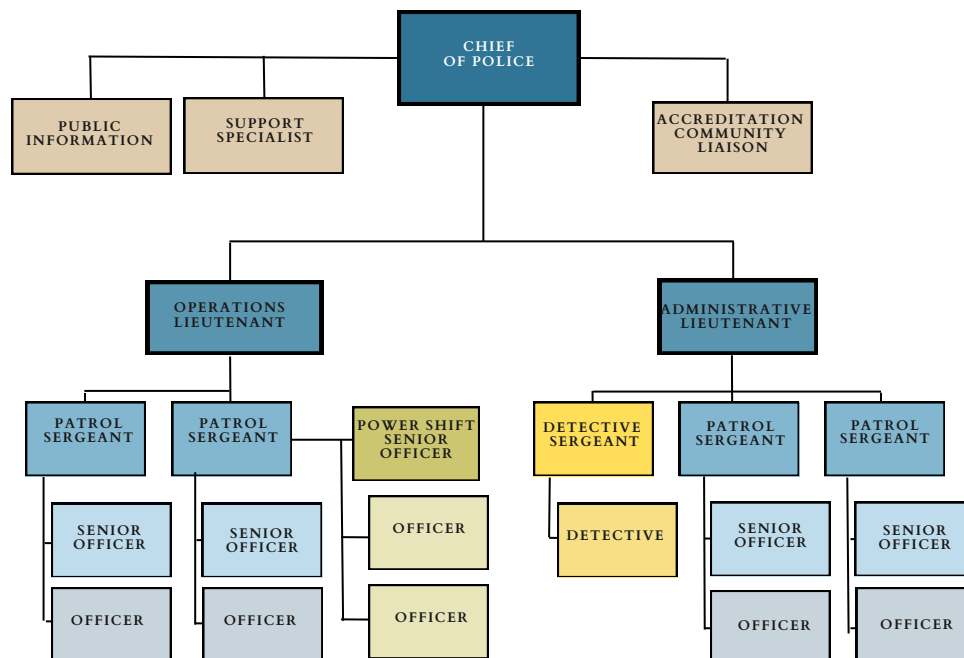 CHIEF
OF POLICE
PUBLIC
INFORMATION
SUPPORT
SPECIALIST
ACCREDITATION
COMMUNITY
LIAISON
OPERATIONS
LIEUTENANT
ADMINISTRATIVE
LIEUTENANT
PATROL
SERGEANT
PATROL
SERGEANT
POWER SHIFT
SENIOR
OFFICER
DETECTIVE
SERGEANT
PATROL
SERGEANT
PATROL
SERGEANT
SENIOR
OFFICER
SENIOR
OFFICER
OFFICER
DETECTIVE
SENIOR
OFFICER
SENIOR
OFFICER
OFFICER
OFFICER
OFFICER
OFFICER
OFFICER